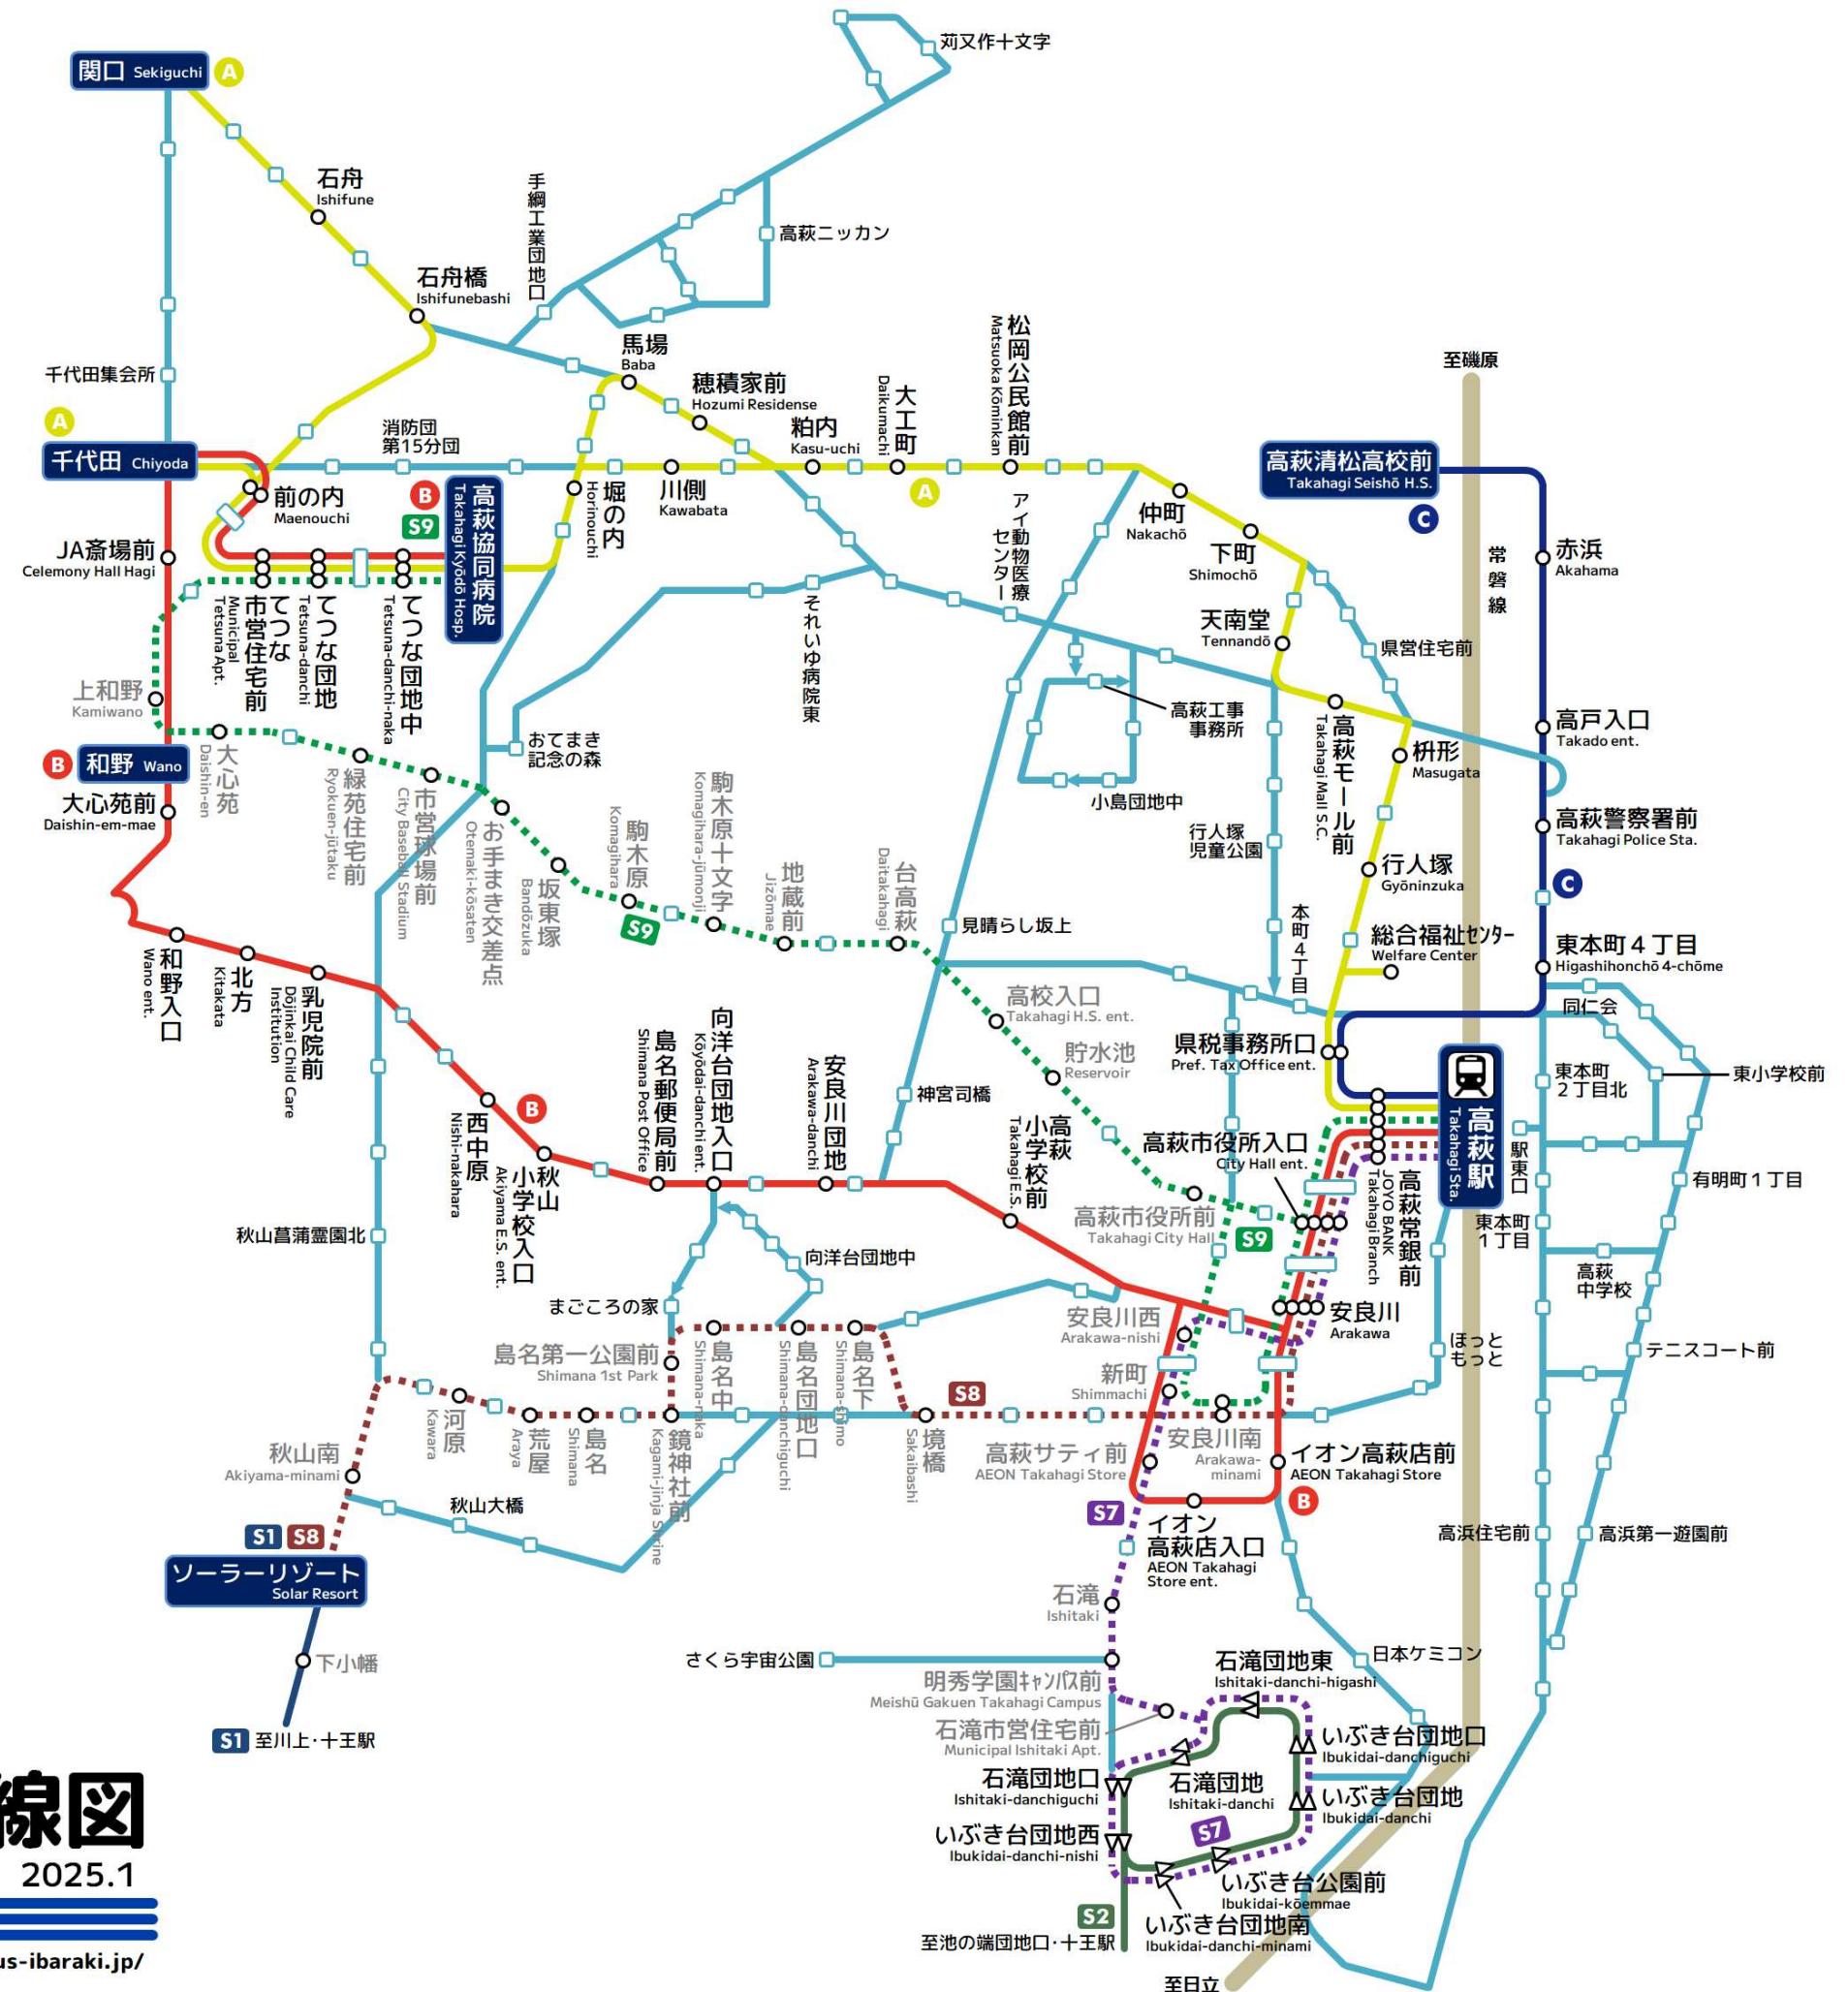 苅又作十文字
関口 Sekiguchi
A
石舟
Ishifune
手綱工業団地口
高萩ニッカン
石舟橋
Ishifunebashi
馬場
Baba
松岡公民館前
Matsuoka Kōminkan
至磯原
千代田集会所
穂積家前
Hozumi Residense
大工町
Daikumachi
A
消防団
第15分団
粕内
Kasu-uchi
千代田 Chiyoda
高萩清松高校前
Takahagi Seishō H.S.
C
前の内
Maenouchi
B
S9
高萩協同病院
Takahagi Kyōdō Hosp.
堀の内
Horinouchi
川側
Kawabata
A
アイ動物医療
センター
仲町
Nakachō
下町
Shimochō
常磐線
赤浜
Akahama
JA斎場前
Celemony Hall Hagi
てつな
市営住宅前
Municipal
Tetsuna Apt.
てつな団地
Tetsuna-danchi
てつな団地中
Tetsuna-danchi-naka
それいゆ病院東
天南堂
Tennandō
県営住宅前
上和野
Kamiwano
高萩工事
事務所
高萩モール前
Takahagi Mall S.C.
高戸入口
Takado ent.
B
和野 Wano
大心苑
Daishin-en
おてまき
記念の森
枡形
Masugata
大心苑前
Daishin-em-mae
緑苑住宅前
Ryokuen-jūtaku
市営球場前
City Baseball Stadium
お手まき交差点
Otemaki-kōsaten
坂東塚
Bandōzuka
駒木原
Komagihara
駒木原十文字
Komagihara-jūmonji
地蔵前
Jizōmae
台高萩
Daitakahagi
小島団地中
行人塚
児童公園
高萩警察署前
Takahagi Police Sta.
行人塚
Gyōninzuka
C
S9
見晴らし坂上
本町4丁目
総合福祉センター
Welfare Center
東本町4丁目
Higashihonchō 4-chōme
和野入口
Wano ent.
北方
Kitakata
乳児院前
Dōjinkai Child Care
Institution
高校入口
Takahagi H.S. ent.
同仁会
島名郵便局前
Shimana Post Office
向洋台団地入口
Kōyōdai-danchi ent.
安良川団地
Arakawa-danchi
貯水池
Reservoir
県税事務所口
Pref. Tax Office ent.
東本町
2丁目北
東小学校前
神宮司橋
B
西中原
Nishi-nakahara
秋山
小学校入口
Akiyama E.S. ent.
高萩
小学校前
Takahagi E.S.
高萩市役所入口
City Hall ent.
高萩駅
Takahagi Sta.
駅東口
高萩常銀前
JOYO BANK
Takahagi Branch
有明町1丁目
高萩市役所前
Takahagi City Hall
S9
東本町
1丁目
秋山菖蒲霊園北
向洋台団地中
高萩
中学校
まごころの家
安良川西
Arakawa-nishi
安良川
Arakawa
ほっと
もっと
テニスコート前
島名第一公園前
Shimana 1st Park
島名中
Shimana-naka
島名団地口
Shimana-danchiguchi
島名下
Shimana-shimo
新町
Shimmachi
S8
河原
Kawara
荒屋
Araya
島名
Shimana
鏡神社前
Kagami-jinja Shrine
境橋
Sakaibashi
秋山南
Akiyama-minami
高萩サティ前
AEON Takahagi Store
安良川南
Arakawa-
minami
イオン高萩店前
AEON Takahagi Store
秋山大橋
S7
B
イオン
高萩店入口
AEON Takahagi
Store ent.
高浜住宅前
高浜第一遊園前
S1 S8
ソーラーリゾート
Solar Resort
石滝
Ishitaki
下小幡
さくら宇宙公園
石滝団地東
Ishitaki-danchi-higashi
日本ケミコン
明秀学園キャンパス前
Meishū Gakuen Takahagi Campus
石滝市営住宅前
Municipal Ishitaki Apt.
S1 至川上・十王駅
いぶき台団地口
Ibukidai-danchiguchi
石滝団地口
Ishitaki-danchiguchi
石滝団地
Ishitaki-danchi
いぶき台団地
Ibukidai-danchi
S7
いぶき台団地西
Ibukidai-danchi-nishi
線図
2025.1
いぶき台公園前
Ibukidai-kōemmae
S2
いぶき台団地南
Ibukidai-danchi-minami
至池の端団地口・十王駅
us-ibaraki.jp/
至日立